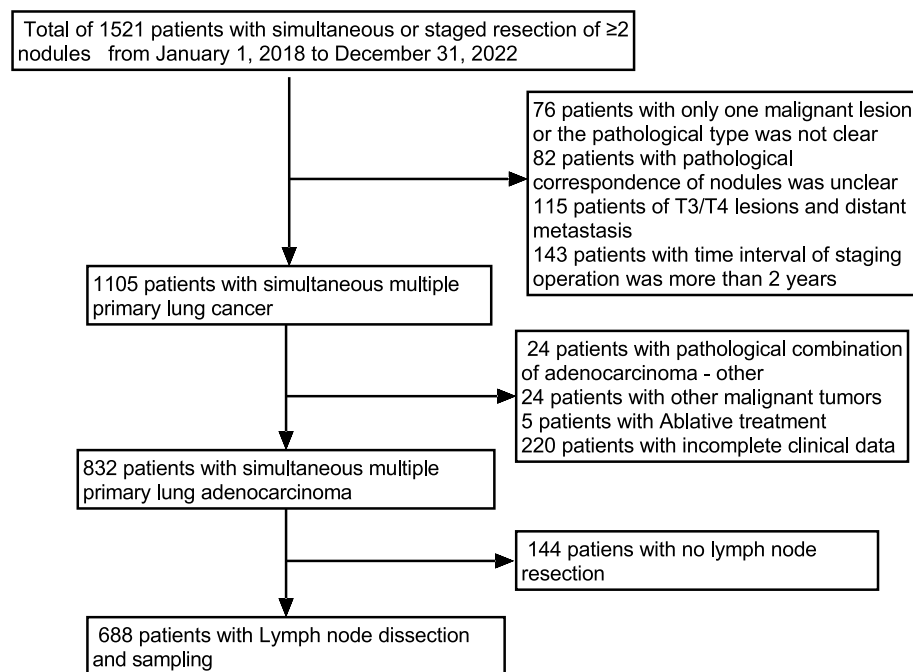 Total of 1521 patients with simultaneous or staged resection of ≥2
nodules from January 1, 2018 to December 31, 2022
76 patients with only one malignant lesion
or the pathological type was not clear
82 patients with pathological
correspondence of nodules was unclear
115 patients of T3/T4 lesions and distant
metastasis
143 patients with time interval of staging
operation was more than 2 years
1105 patients with simultaneous multiple
primary lung cancer
24 patients with pathological combination
of adenocarcinoma - other
24 patients with other malignant tumors
5 patients with Ablative treatment
220 patients with incomplete clinical data
832 patients with simultaneous multiple
primary lung adenocarcinoma
144 patiens with no lymph node
resection
688 patients with Lymph node dissection
and sampling